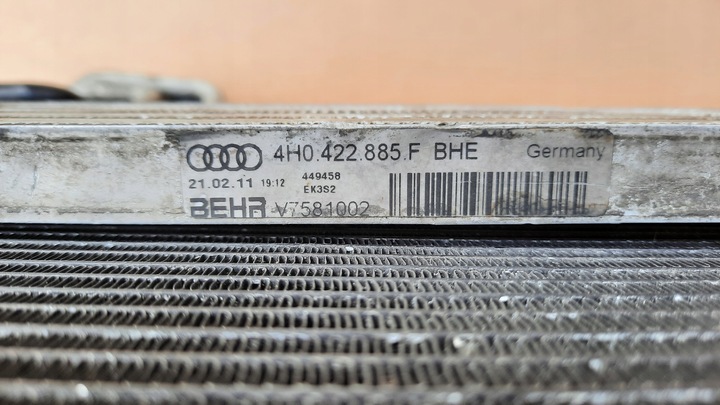 4H0.422.885.F BHE Germany
21.02.11 19:12 449458
EK3S2
BEHR V7581002